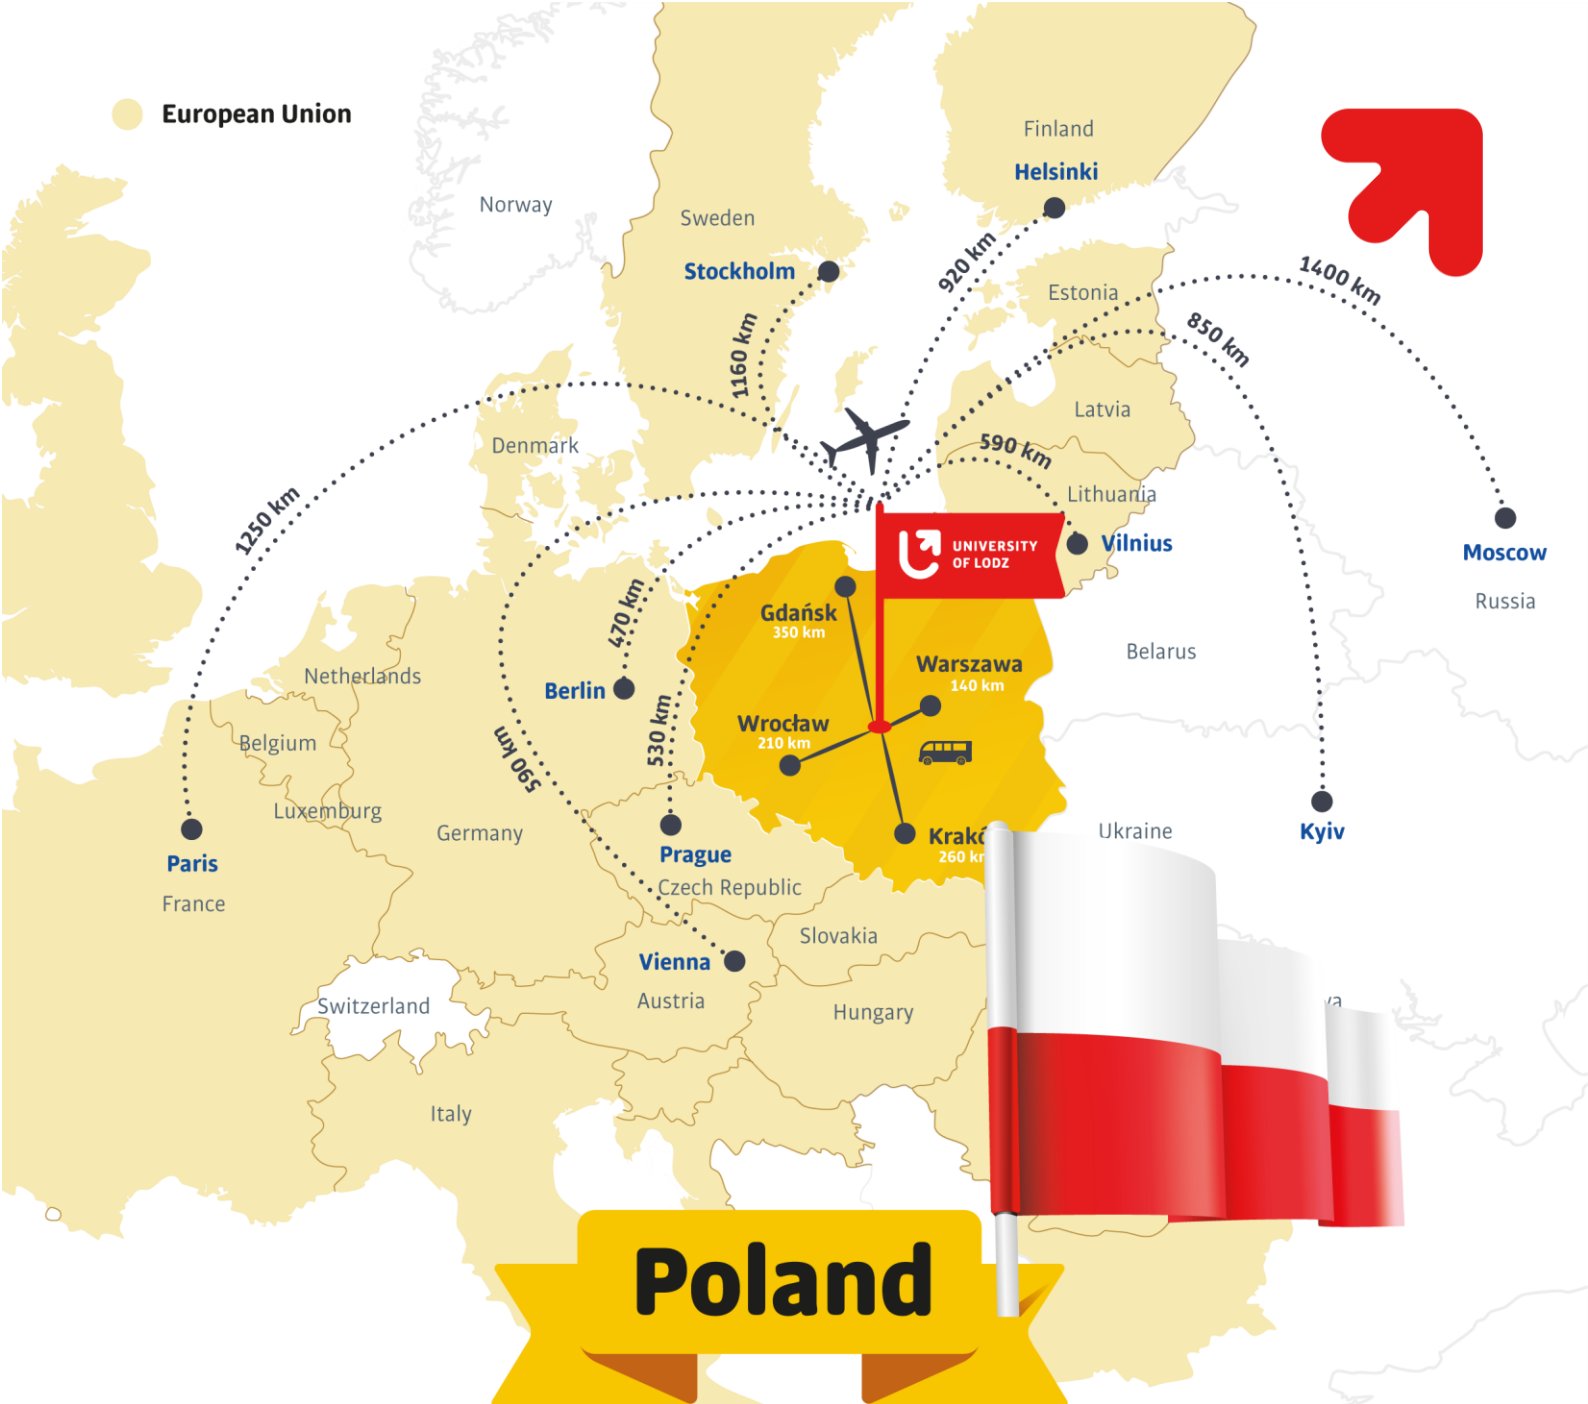 European Union
Finland
Helsinki
Norway
Sweden
Stockholm
920 km
1400 km
Estonia
1160 km
850 km
Latvia
Denmark
590 km
Lithuania
1250 km
UNIVERSITY
OF LODZ
Vilnius
Moscow
Russia
470 km
Gdańsk
350 km
Belarus
Warszawa
140 km
Netherlands
Berlin
530 km
Wrocław
210 km
Belgium
590 km
Luxemburg
Germany
Krakó
260 k
Ukraine
Kyiv
Paris
France
Prague
Czech Republic
Slovakia
Vienna
Austria
Switzerland
Hungary
va
Italy
Poland